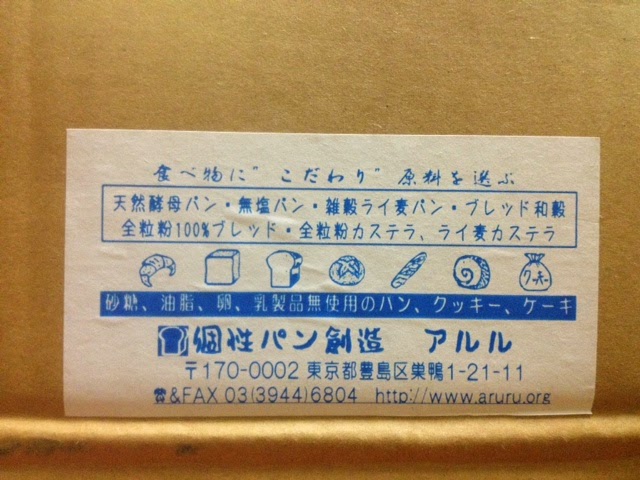 食べ物に"こだわり"原料を選ぶ
天然酵母パン・無塩パン・雑穀ライ麦パン・ブレッド和穀
全粒粉100%ブレッド・全粒粉カステラ、ライ麦カステラ
クッキー
砂糖、油脂、卵、乳製品無使用のパン、クッキー、ケーキ
個性パン創造 アルル
〒170-0002 東京都豊島区巣鴨1-21-11
☎&FAX 03(3944)6804 http://www.aruru.org